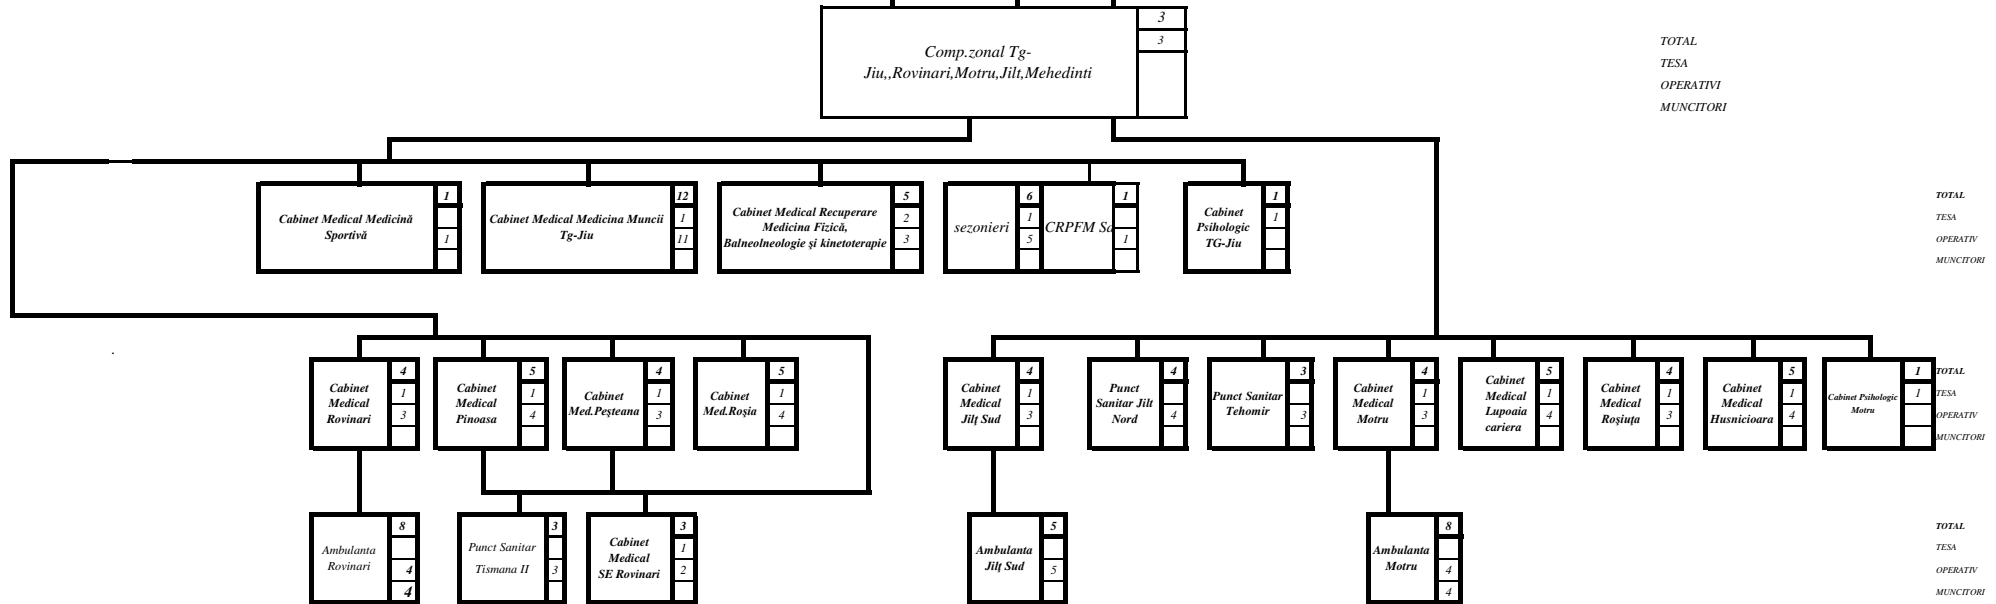 3
3
Comp.zonal Tg-
Jiu,,Rovinari,Motru,Jilt,Mehedinti
TOTAL
TESA
OPERATIVI
MUNCITORI
Cabinet Medical Medicină
Sportivă
1
1
Cabinet Medical Medicina Muncii
Tg-Jiu
12
1
11
Cabinet Medical Recuperare
Medicina Fizică,
Balneolneologie și kinetoterapie
5
2
3
sezonieri
6
1
5
CRPFM Sa
1
1
Cabinet
Psihologic
TG-Jiu
1
1
TOTAL
TESA
OPERATIV
MUNCITORI
.
Cabinet
Medical
Rovinari
4
1
3
Cabinet
Medical
Pinoasa
5
1
4
Cabinet
Med.Peșteana
4
1
3
Cabinet
Med.Roșia
5
1
4
Cabinet
Medical
Jilț Sud
4
1
3
Punct
Sanitar Jilt
Nord
4
4
Punct Sanitar
Tehomir
3
3
Cabinet
Medical
Motru
4
1
3
Cabinet
Medical
Lupoaia
cariera
5
1
4
Cabinet
Medical
Roșiuța
4
1
3
Cabinet
Medical
Husnicioara
5
1
4
Cabinet Psihologic
Motru
1
1
TOTAL
TESA
OPERATIV
MUNCITORI
Ambulanta
Rovinari
8
4
4
Punct Sanitar
Tismana II
3
3
Cabinet
Medical
SE Rovinari
3
1
2
Ambulanta
Jilț Sud
5
5
Ambulanta
Motru
8
4
4
TOTAL
TESA
OPERATIV
MUNCITORI